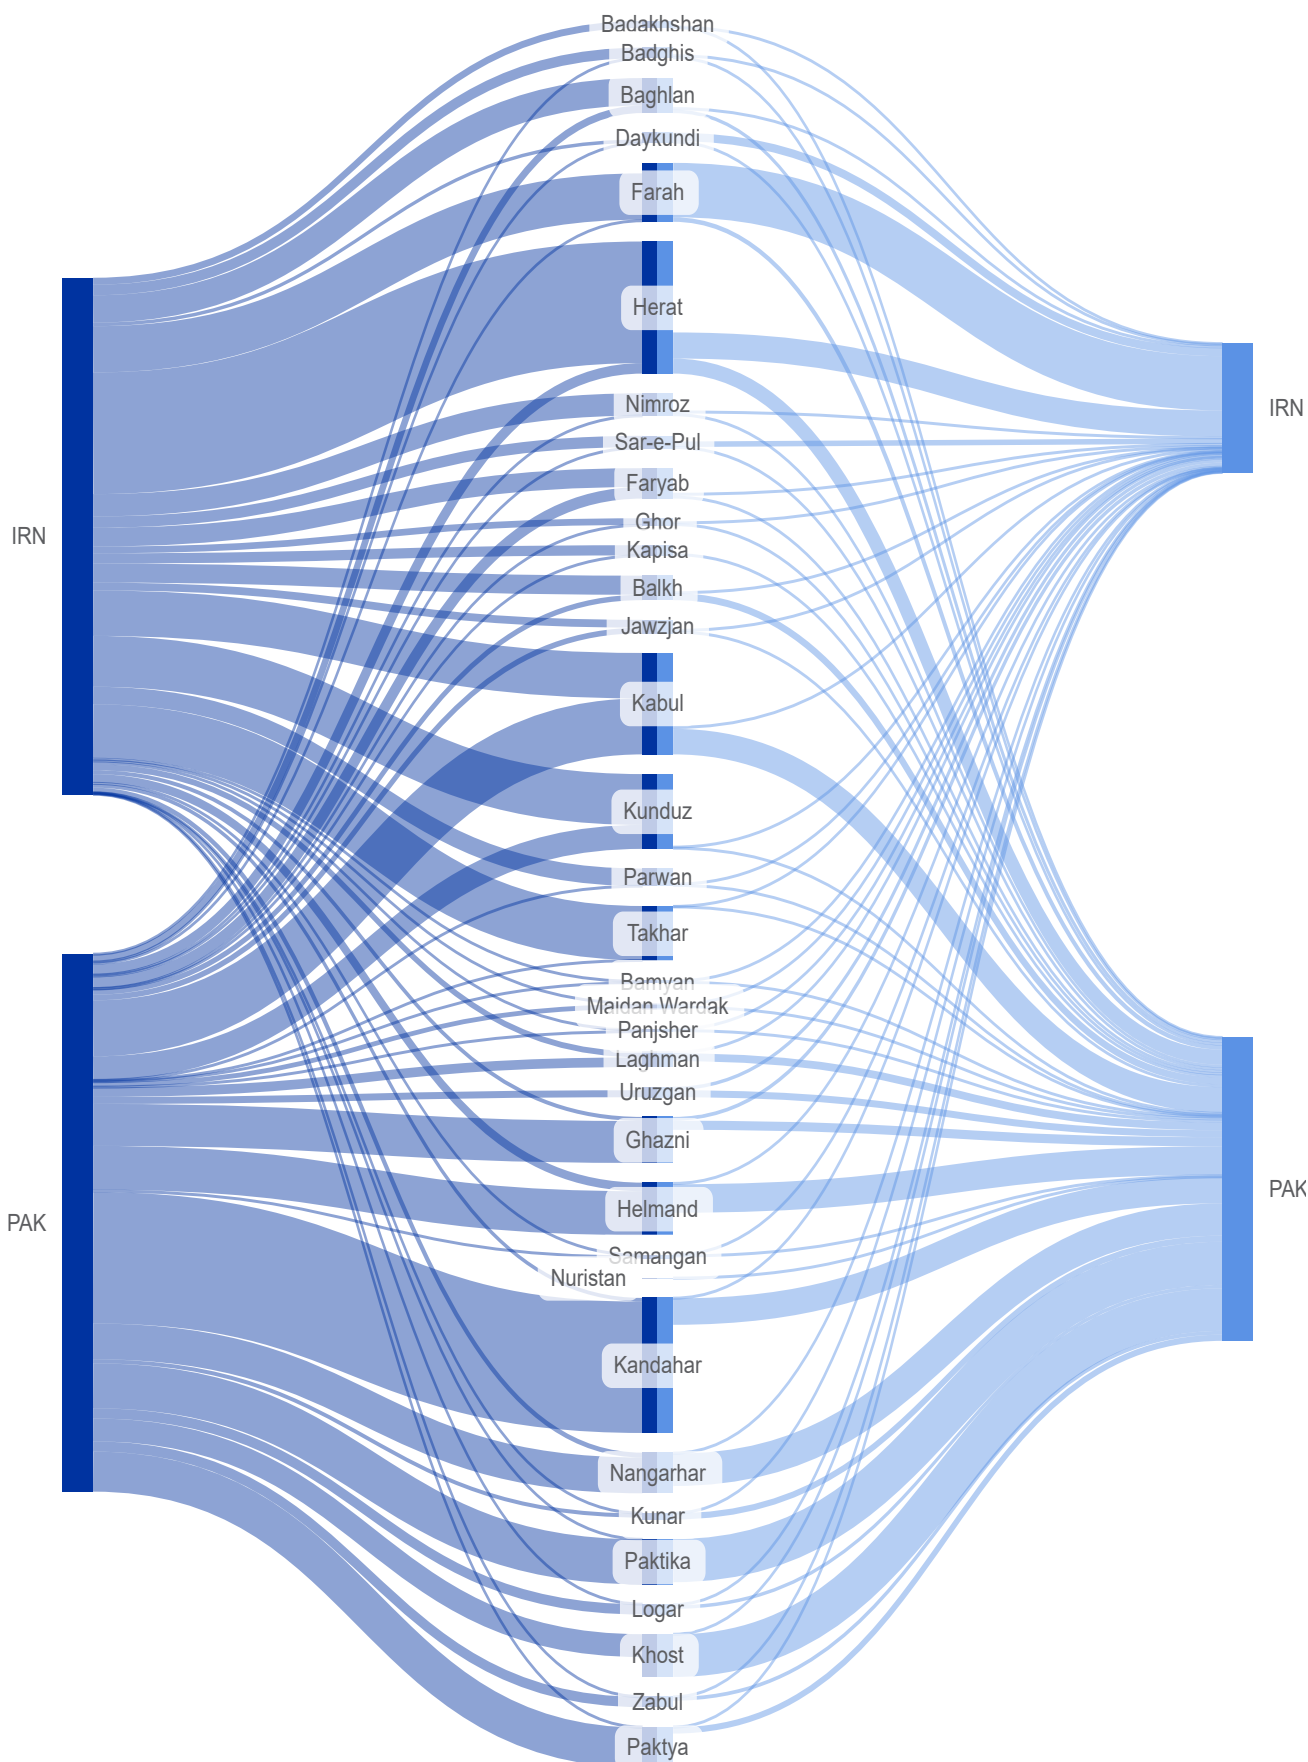 Badakhshan
Badghis
Baghlan
Daykundi
Farah
Herat
Nimroz
IRN
Sar-e-Pul
Faryab
Ghor
IRN
Kapisa
Balkh
Jawzjan
Kabul
Kunduz
Parwan
Takhar
Bamyan
Maidan Wardak
Panjsher
Laghman
Uruzgan
Ghazni
PAK
Helmand
PAK
Samangan
Nuristan
Kandahar
Nangarhar
Kunar
Paktika
Logar
Khost
Zabul
Paktya